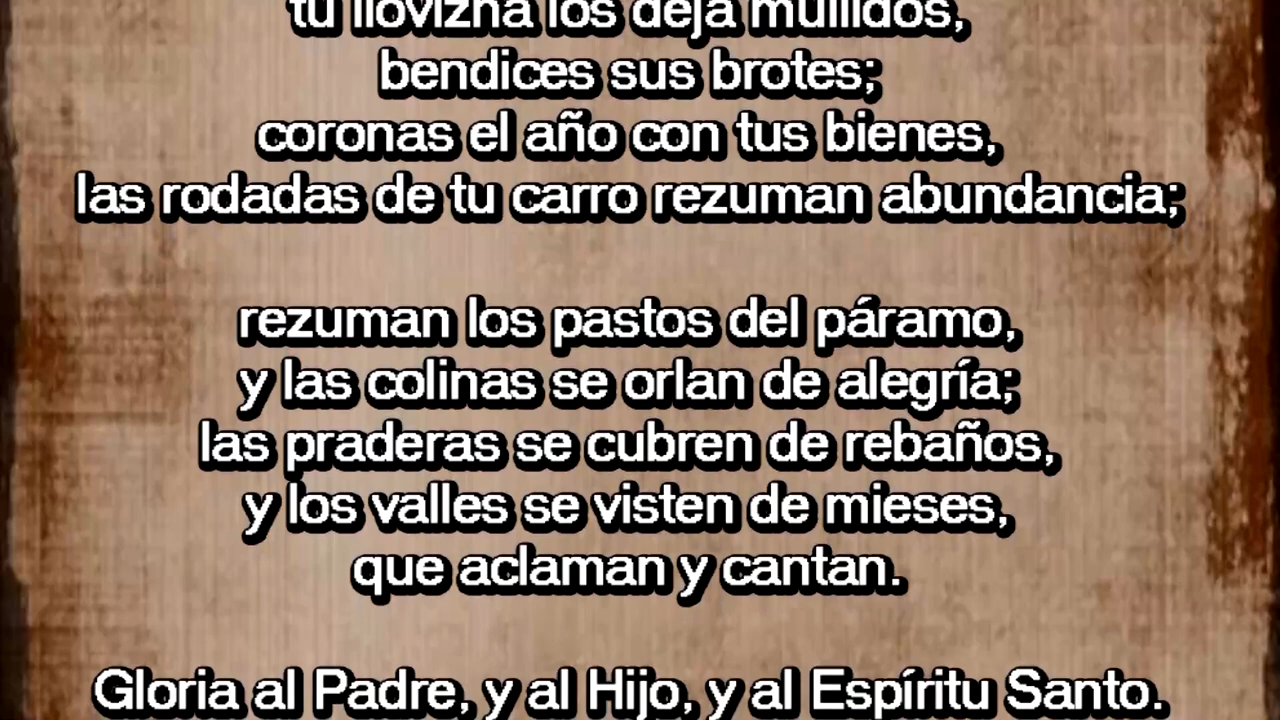 tu llovizna los deja mullidos,
bendices sus brotes;
coronas el año con tus bienes,
las rodadas de tu carro rezuman abundancia;
rezuman los pastos del páramo,
y las colinas se orlan de alegría;
las praderas se cubren de rebaños,
y los valles se visten de mieses,
que aclaman y cantan.
Gloria al Padre, y al Hijo, y al Espíritu Santo.